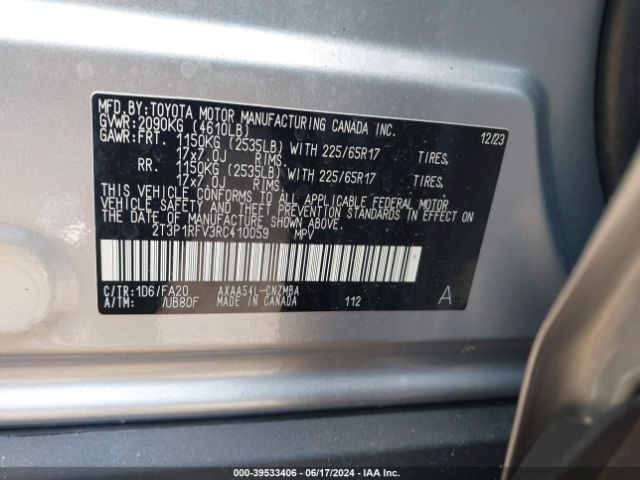 MFD. BY: TOYOTA MOTOR MANUFACTURING CANADA INC.
GVWR: 2090KG (4610LB) 12/23
GAWR: FRT. 1150KG (2535LB) WITH 225/65R17 TIRES,
17x7.0J RIMS,
RR. 1150KG (2535LB) WITH 225/65R17 TIRES,
17x7.0J RIMS,
THIS VEHICLE CONFORMS TO ALL APPLICABLE FEDERAL MOTOR
VEHICLE SAFETY AND THEFT PREVENTION STANDARDS IN EFFECT ON
THE DATE OF MANUFACTURE SHOWN ABOVE.
2T3P1RFV3RC410059 MPV
C/TR: 1D6/FA20 AXAA54L-CNZMBA
A/TM: /UB80F MADE IN CANADA 112 A
000-39533406 - 06/17/2024 - IAA Inc.